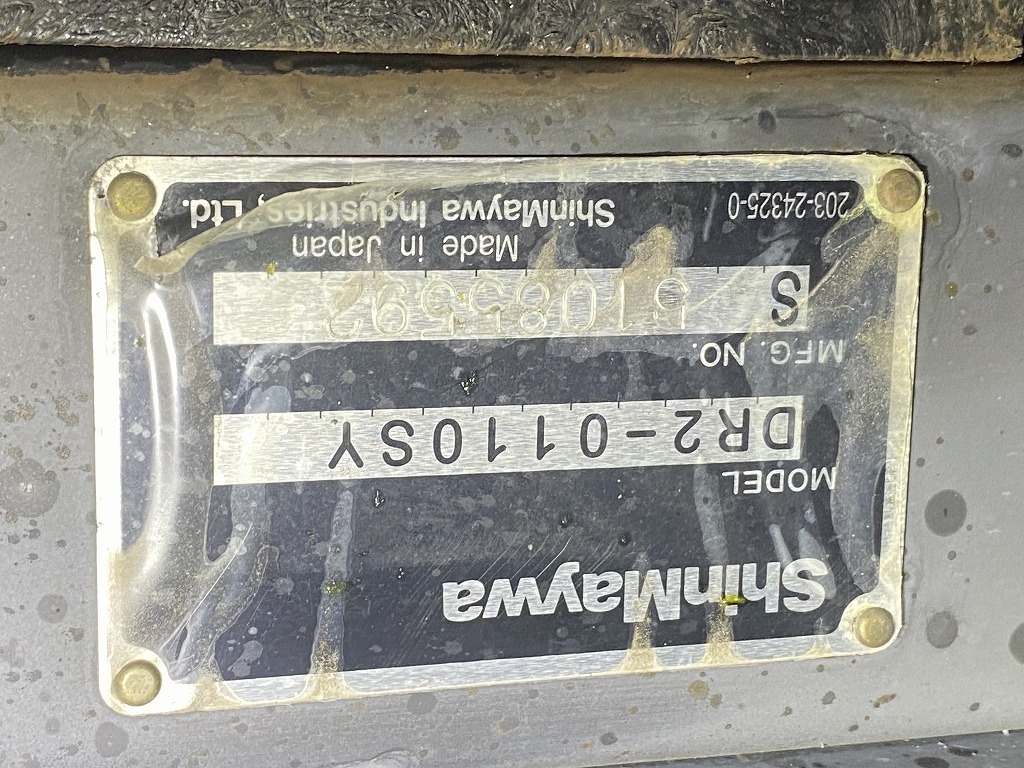 ShinMaywa
MODEL
DR2-0110SY
MFG. NO.
S 51085592
Made in Japan
203-24325-0 ShinMaywa Industries, Ltd.